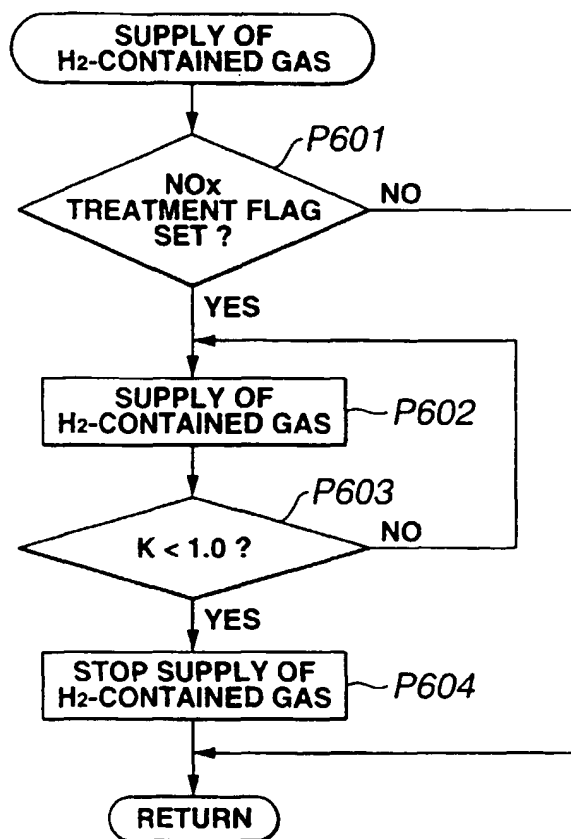 SUPPLY OF
H2-CONTAINED GAS
P601
NOx
TREATMENT FLAG
SET ?
NO
YES
SUPPLY OF
H2-CONTAINED GAS
P602
P603
K < 1.0 ?
NO
YES
STOP SUPPLY OF
H2-CONTAINED GAS
P604
RETURN